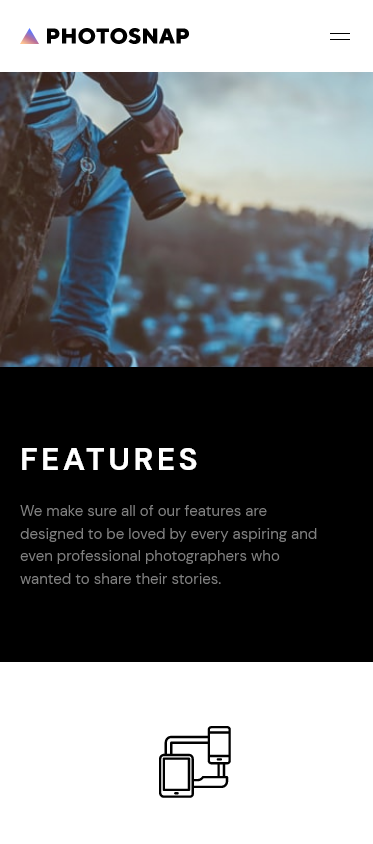 PHOTOSNAP
FEATURES
We make sure all of our features are
designed to be loved by every aspiring and
even professional photographers who
wanted to share their stories.